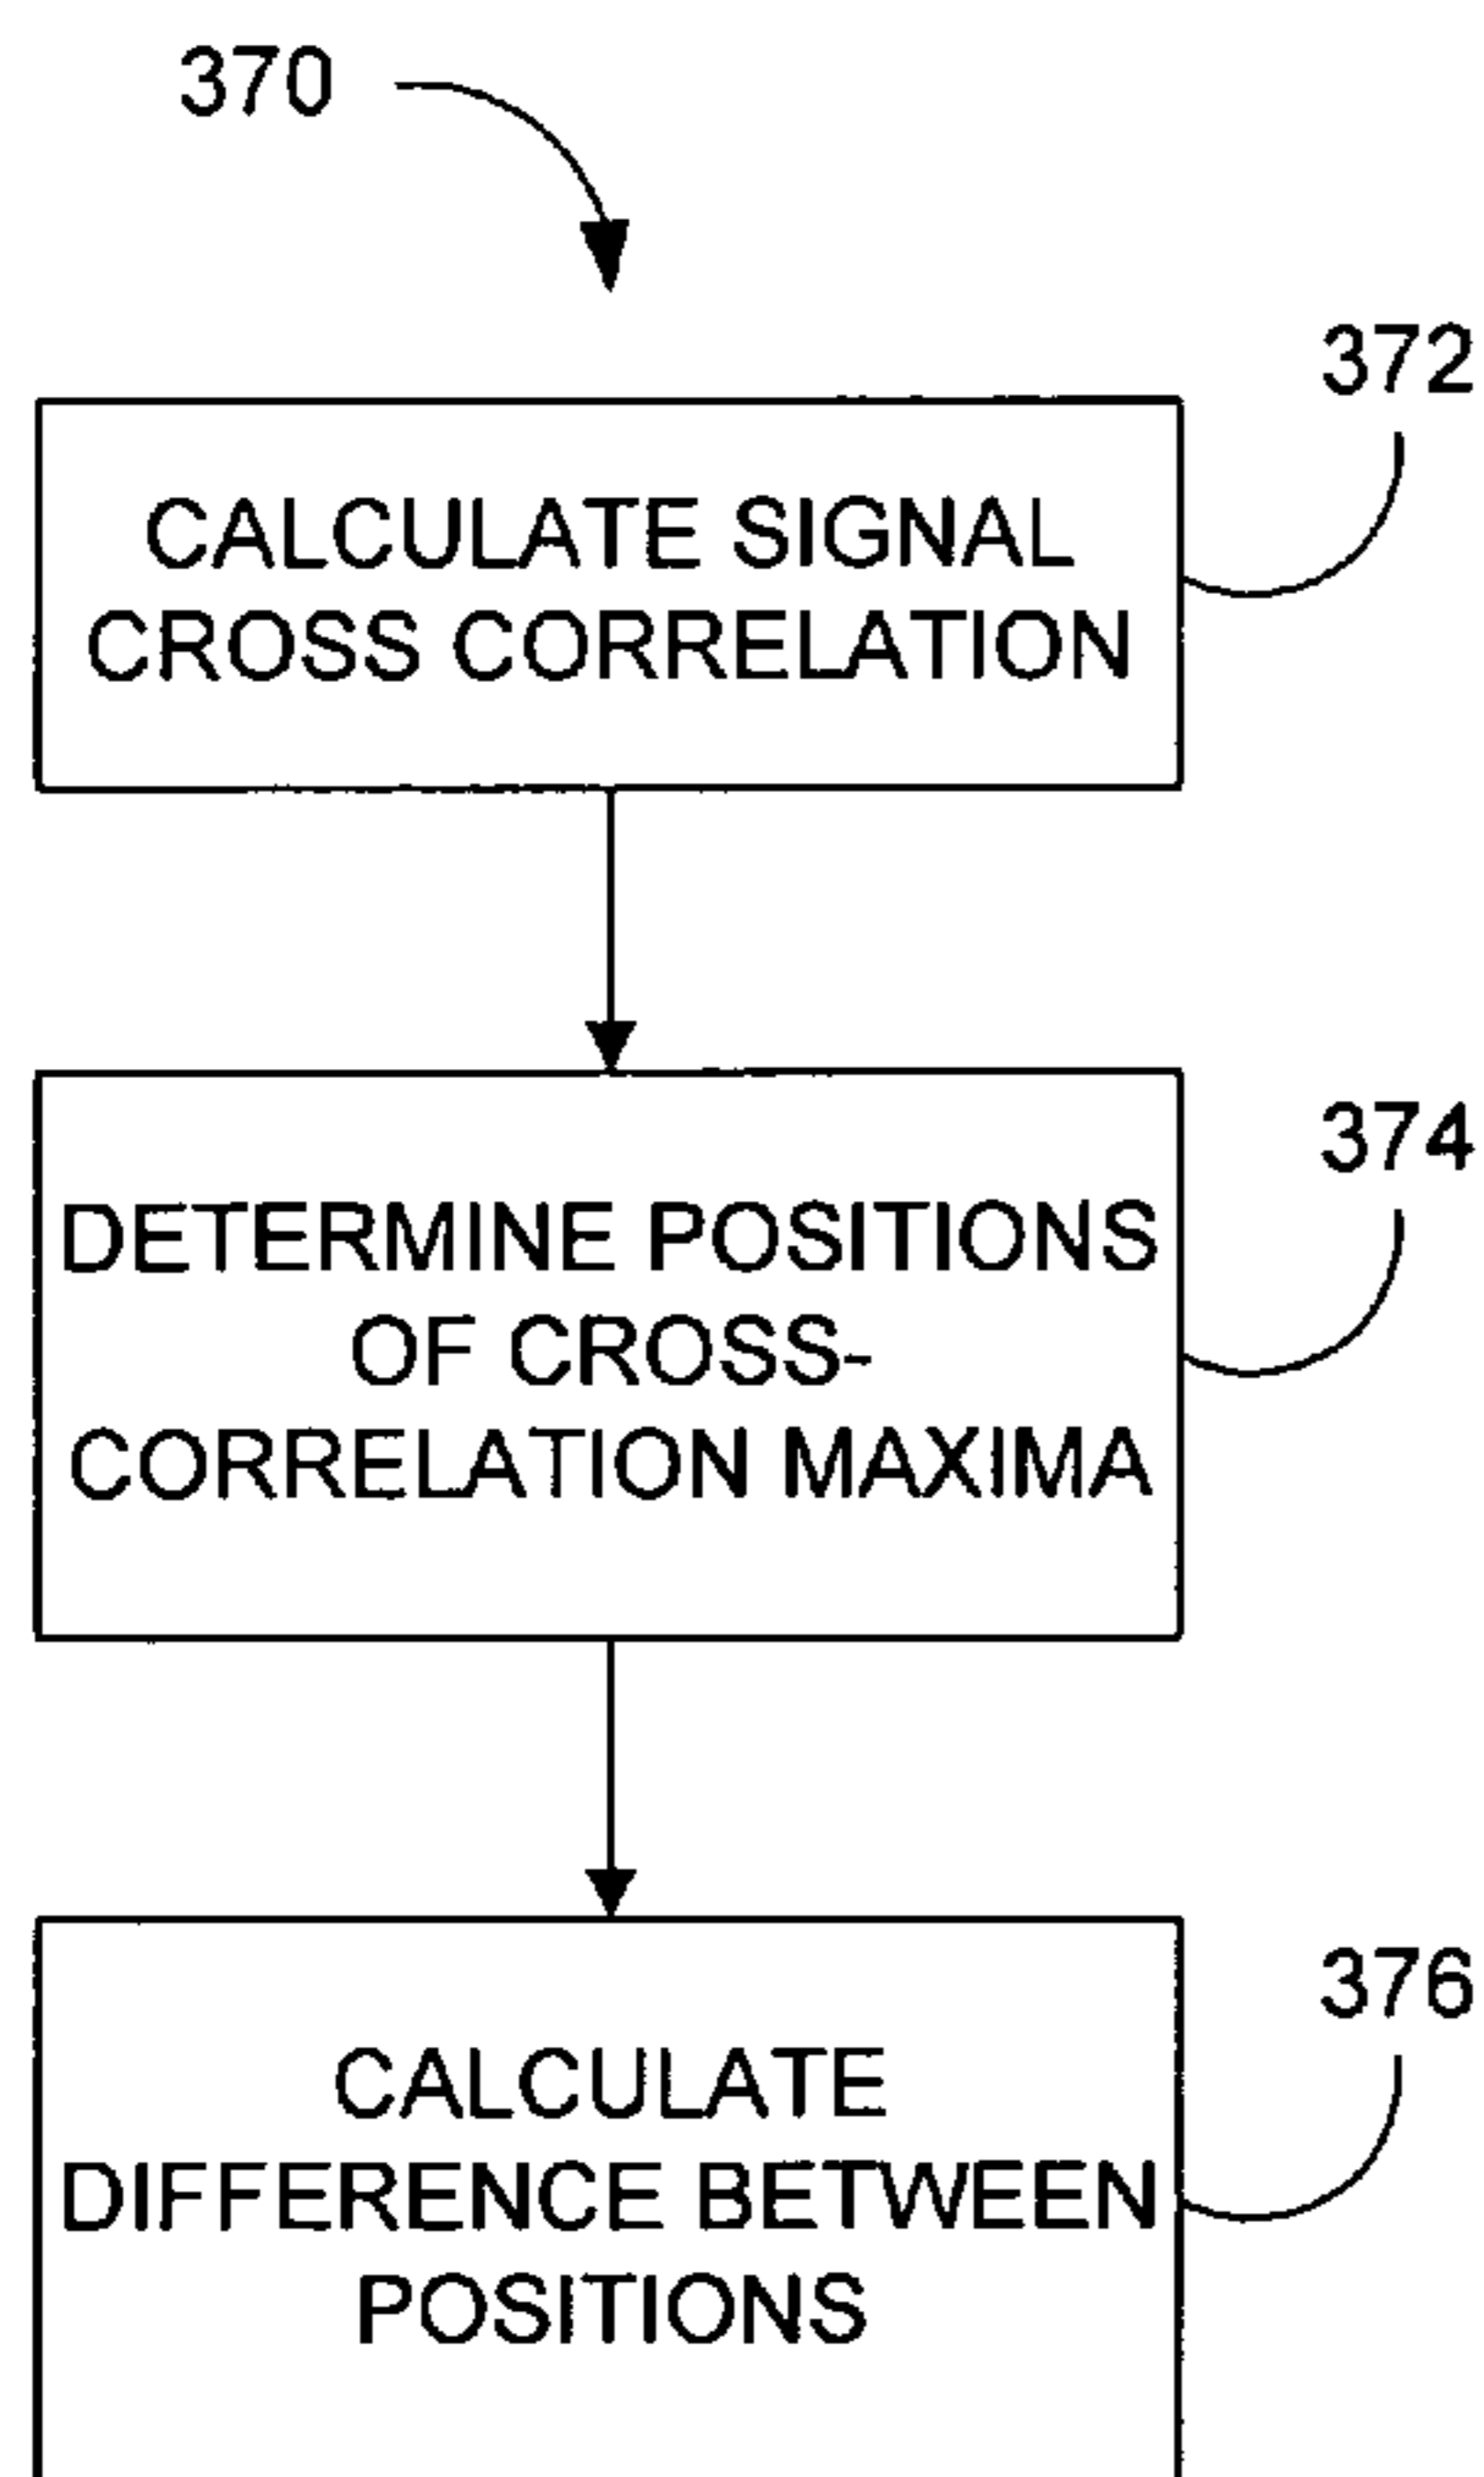 370
372
CALCULATE SIGNAL
CROSS CORRELATION
374
DETERMINE POSITIONS
OF CROSS-
CORRELATION MAXIMA
376
CALCULATE
DIFFERENCE BETWEEN
POSITIONS